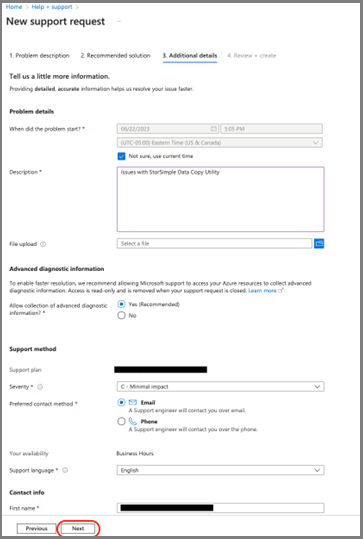 Home > Help + support >
New support request ...
1. Problem description 2. Recommended solution 3. Additional details 4. Review + create
Tell us a little more information.
Providing detailed, accurate information helps us resolve your issue faster.
Problem details
When did the problem start? * 06/22/2023 5:05 PM
(UTC-05:00) Eastern Time (US & Canada)
Not sure, use current time
Description * Issues with StorSimple Data Copy Utility
File upload Select a file
Advanced diagnostic information
To enable faster resolution, we recommend allowing Microsoft support to access your Azure resources to collect advanced
diagnostic information. Access is read-only and is removed when your support request is closed. Learn more
Allow collection of advanced diagnostic Yes (Recommended)
information? * No
Support method
Support plan
Severity * C - Minimal impact
Preferred contact method * Email
A Support engineer will contact you over email.
Phone
A Support engineer will contact you over the phone.
Your availability Business Hours
Support language * English
Contact info
First name *
Previous Next